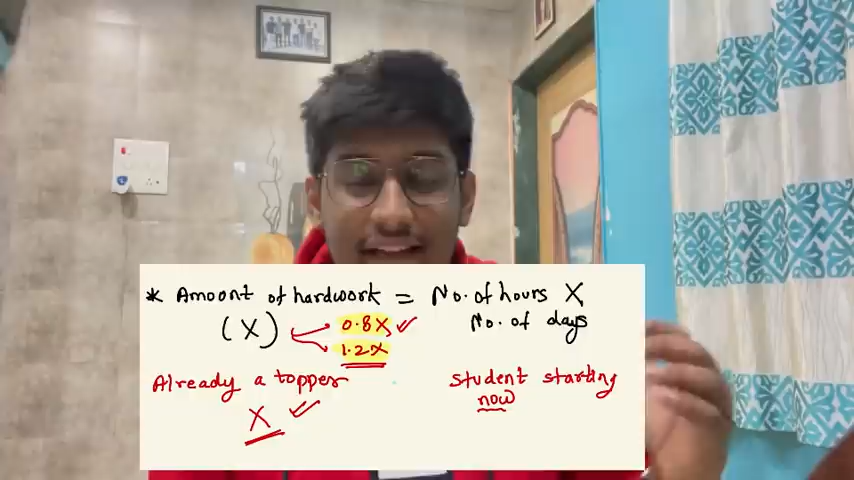 * Amount of hardwork = No. of hours X
No. of days
(X) 0.8X
1.2X
Already a topper
X
student starting
now